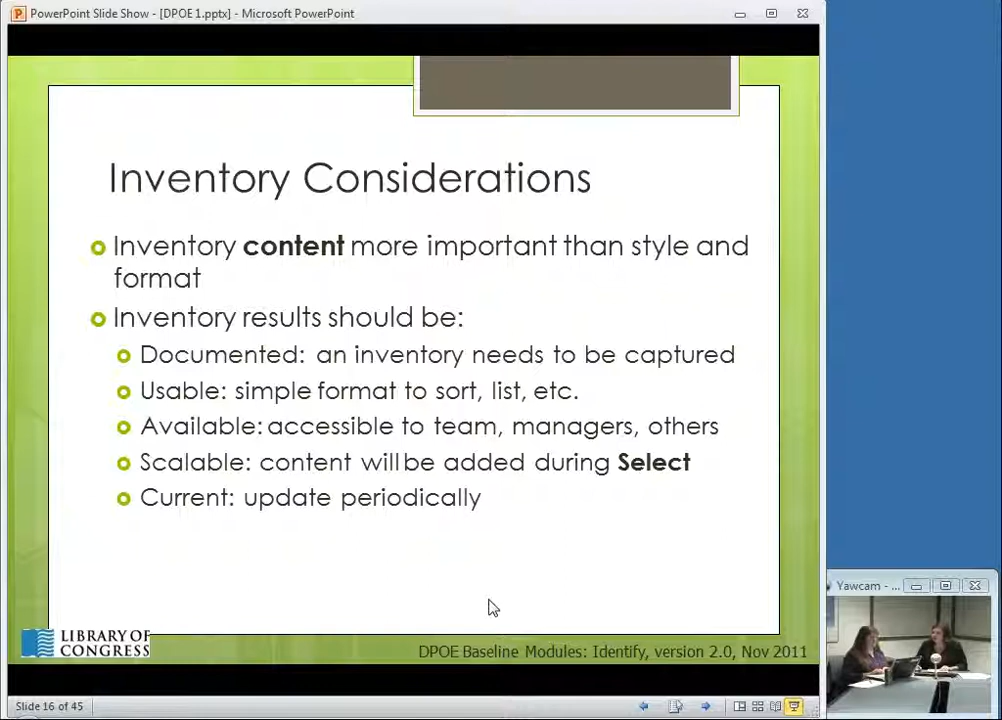 PowerPoint Slide Show - [DPOE 1.pptx] - Microsoft PowerPoint
Inventory Considerations
Inventory content more important than style and
format
Inventory results should be:
Documented: an inventory needs to be captured
Usable: simple format to sort, list, etc.
Available: accessible to team, managers, others
Scalable: content will be added during Select
Current: update periodically
LIBRARY OF
CONGRESS
DPOE Baseline Modules: Identify, version 2.0, Nov 2011
Slide 16 of 45
Yawcam - ...